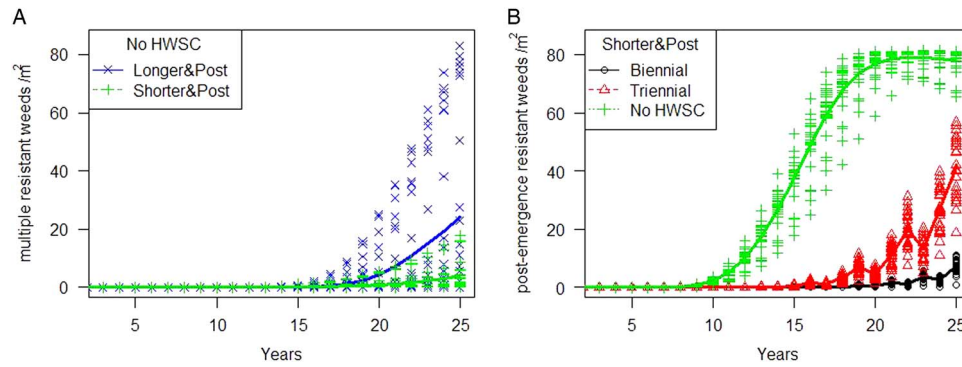 A
No HWSC
Longer&Post
Shorter&Post
multiple resistant weeds /m²
80
60
40
20
0
5
10
15
20
25
Years
B
Shorter&Post
Biennial
Triennial
No HWSC
post-emergence resistant weeds/m²
80
60
40
20
0
5
10
15
20
25
Years